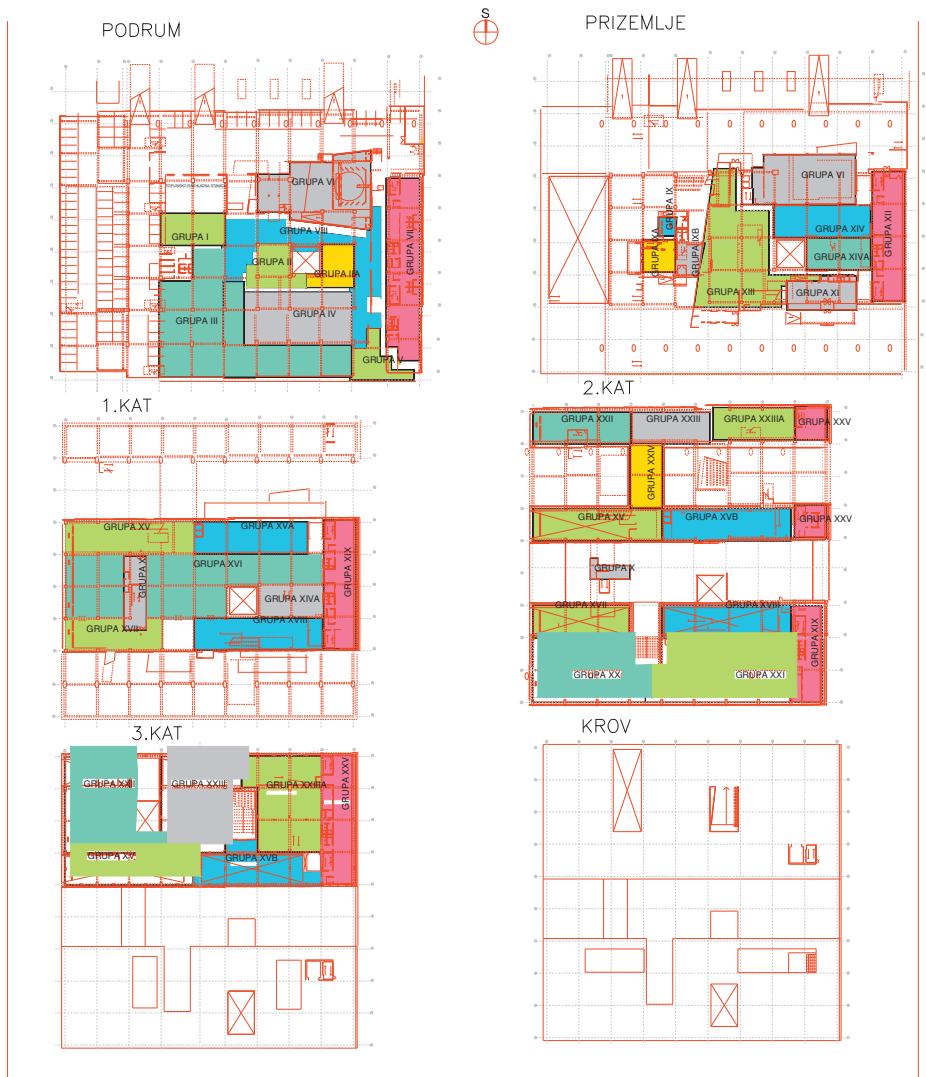 PODRUM
S
PRIZEMLJE
GRUPA VI
GRUPA I
GRUPA VIII
GRUPA VII
GRUPA II
GRUPA IIA
GRUPA III
GRUPA IV
GRUPA V
GRUPA VI
GRUPA IX
GRUPA XII
GRUPA XIV
GRUPA XA
GRUPA XB
GRUPA XIVA
GRUPA XIII
GRUPA XI
1.KAT
GRUPA XV
GRUPA XVA
GRUPA XVI
GRUPA X
GRUPA XIX
GRUPA XIVA
GRUPA XVII
GRUPA XVIII
2.KAT
GRUPA XXII
GRUPA XXIII
GRUPA XXIIIA
GRUPA XXV
GRUPA XXIV
GRUPA XV
GRUPA XVB
GRUPA XXV
GRUPA X
GRUPA XVII
GRUPA XVIII
GRUPA XIX
GRUPA XX
GRUPA XXI
3.KAT
GRUPA XXII
GRUPA XXIII
GRUPA XXIIIA
GRUPA XXV
GRUPA XV
GRUPA XVB
KROV